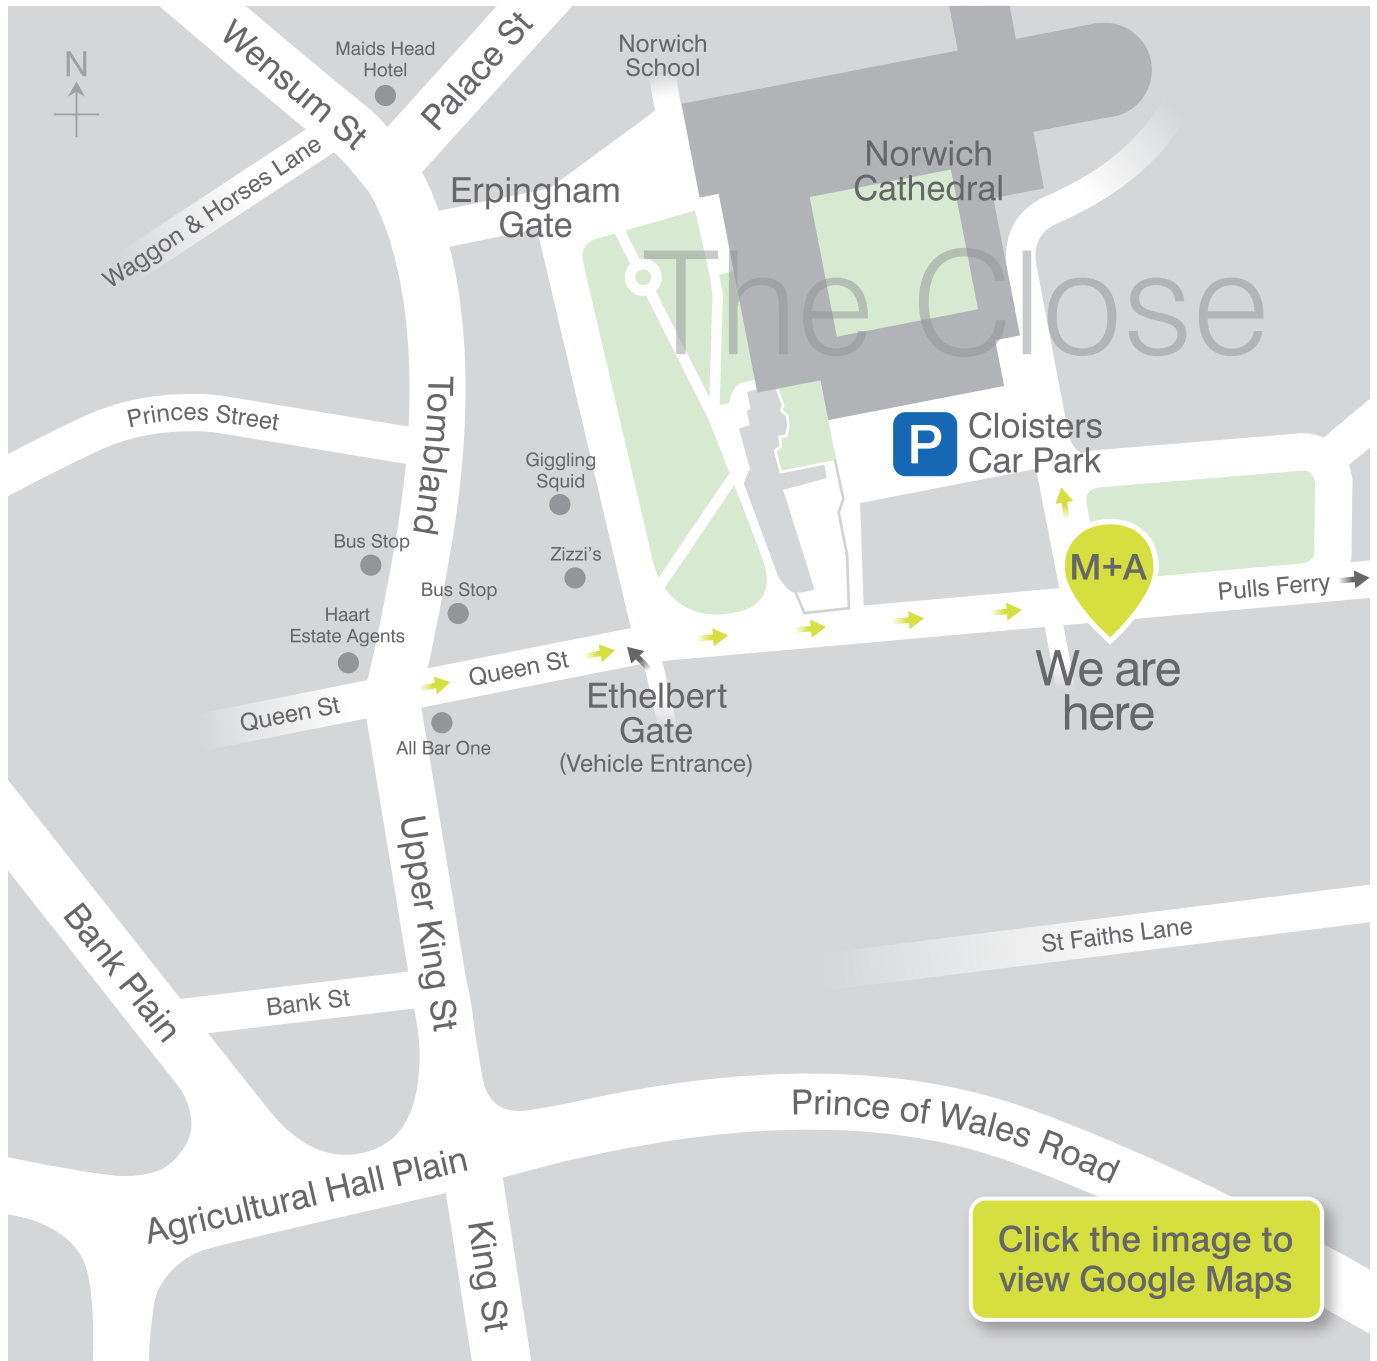 N
Wensum St
Maids Head
Hotel
Palace St
Norwich
School
Waggon & Horses Lane
Erpingham
Gate
Norwich
Cathedral
The Close
Tombland
Princes Street
P
Cloisters
Car Park
Giggling
Squid
Bus Stop
Zizzi's
M+A
Bus Stop
Pulls Ferry
Haart
Estate Agents
Queen St
Queen St
Ethelbert
Gate
(Vehicle Entrance)
We are
here
All Bar One
Upper King St
Bank Plain
St Faiths Lane
Bank St
Prince of Wales Road
Agricultural Hall Plain
King St
Click the image to
view Google Maps